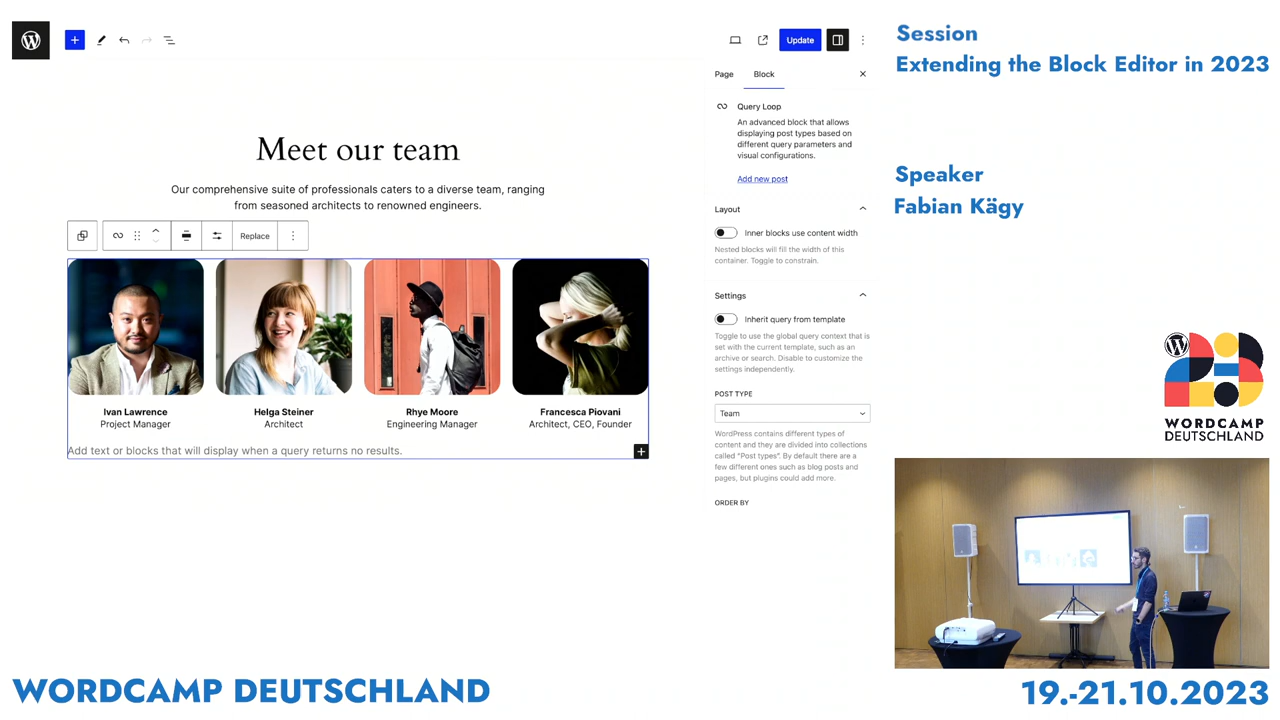 Session
Extending the Block Editor in 2023
Speaker
Fabian Kägy
Update
Page
Block
Query Loop
An advanced block that allows
displaying post types based on
different query parameters and
visual configurations.
Add new post
Layout
Inner blocks use content width
Nested blocks will fill the width of this
container. Toggle to constrain.
Settings
Inherit query from template
Toggle to use the global query context that is
set with the current template, such as an
archive or search. Disable to customize the
settings independently.
POST TYPE
Team
WordPress contains different types of
content and they are divided into collections
called “Post types”. By default there are a
few different ones such as blog posts and
pages, but plugins could add more.
ORDER BY
Meet our team
Our comprehensive suite of professionals caters to a diverse team, ranging
from seasoned architects to renowned engineers.
Replace
Ivan Lawrence
Project Manager
Helga Steiner
Architect
Rhye Moore
Engineering Manager
Francesca Piovani
Architect, CEO, Founder
Add text or blocks that will display when a query returns no results.
WORDCAMP
DEUTSCHLAND
WORDCAMP DEUTSCHLAND
19.-21.10.2023